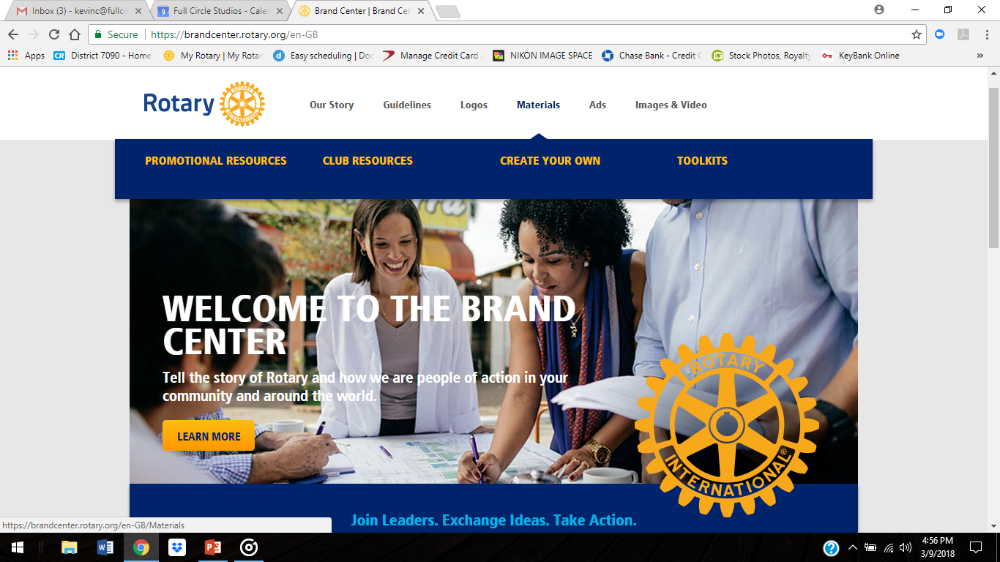 Inbox (3) - kevinc@fullcir
Full Circle Studios - Caler
Brand Center | Brand Cen
Secure
https://brandcenter.rotary.org/en-GB
Apps
District 7090 - Home
My Rotary | My Rotar
Easy scheduling | Doo
Manage Credit Card A
NIKON IMAGE SPACE
Chase Bank - Credit C
Stock Photos, Royalty
KeyBank Online
Rotary
ROTARY
INTERNATIONAL
Our Story
Guidelines
Logos
Materials
Ads
Images & Video
PROMOTIONAL RESOURCES
CLUB RESOURCES
CREATE YOUR OWN
TOOLKITS
WELCOME TO THE BRAND
CENTER
Tell the story of Rotary and how we are people of action in your
community and around the world.
LEARN MORE
ROTARY
INTERNATIONAL®
Join Leaders. Exchange Ideas. Take Action.
https://brandcenter.rotary.org/en-GB/Materials
4:56 PM
3/9/2018